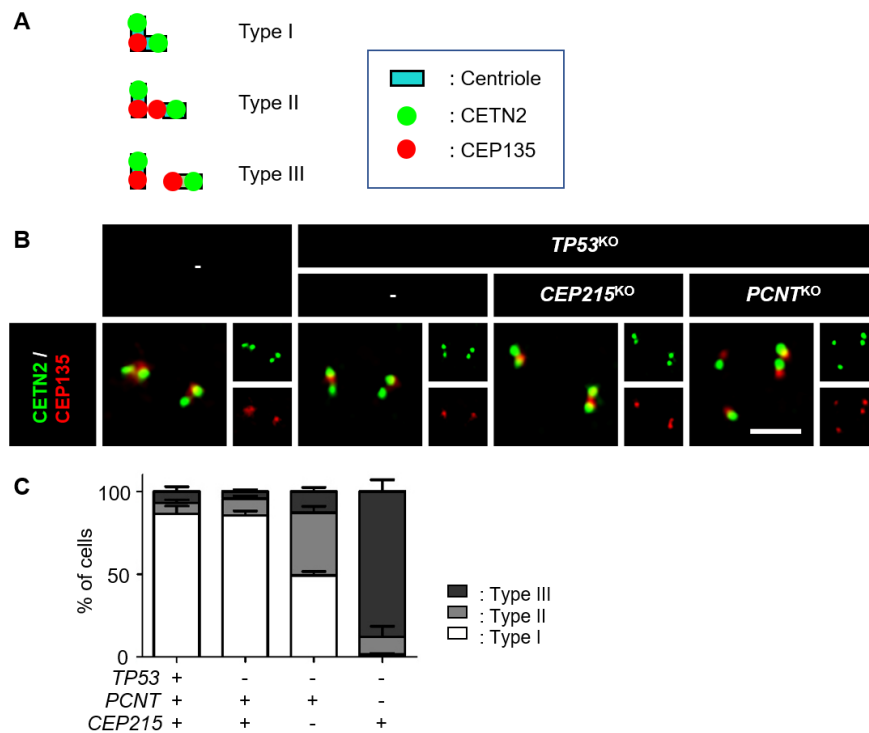 A
Type I
Type II
Type III
: Centriole
: CETN2
: CEP135
B
-
TP53KO
-
CEP215KO
PCNTKO
CETN2 /
CEP135
C
% of cells
100
50
0
: Type III
: Type II
: Type I
TP53 + - - -
PCNT + + + -
CEP215 + + - +